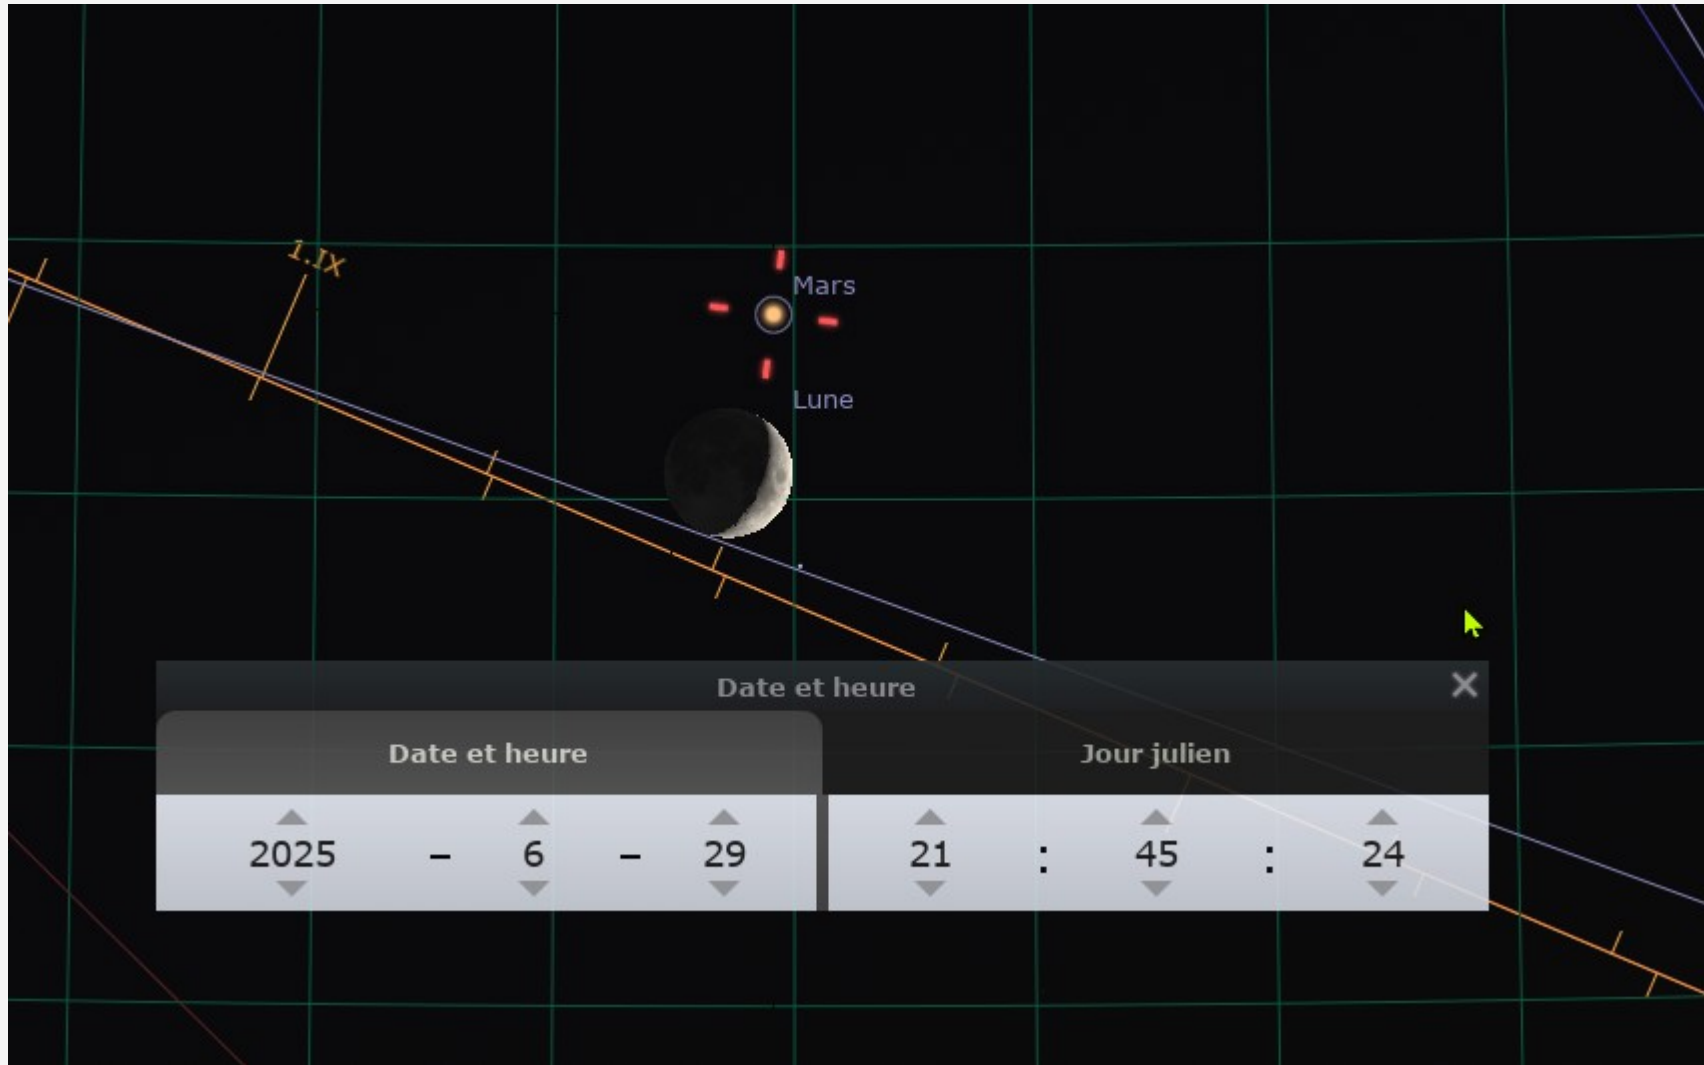 1.IX
Mars
Lune
Date et heure
Date et heure
Jour julien
2025 - 6 - 29 21 : 45 : 24